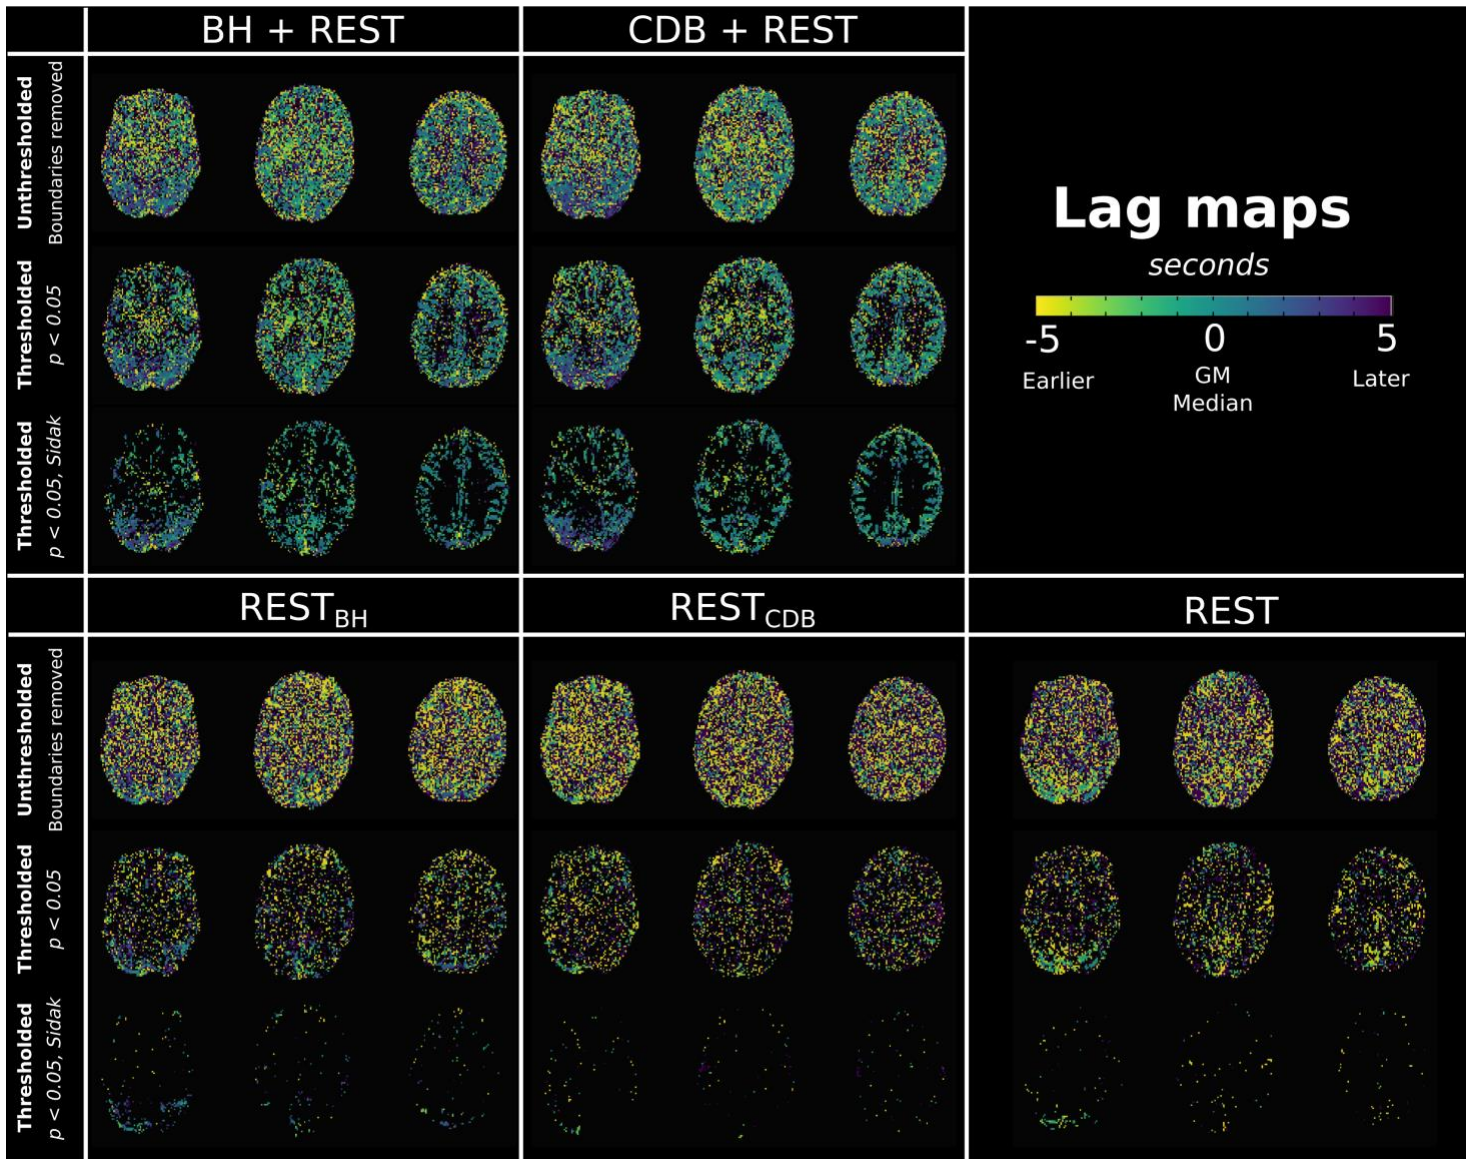 BH + REST
CDB + REST
Unthresholded
Boundaries removed
Thresholded
p < 0.05
Thresholded
p < 0.05, Sidak
Lag maps
seconds
-5 0 5
Earlier GM Later
Median
REST_BH
REST_CDB
REST
Unthresholded
Boundaries removed
Thresholded
p < 0.05
Thresholded
p < 0.05, Sidak